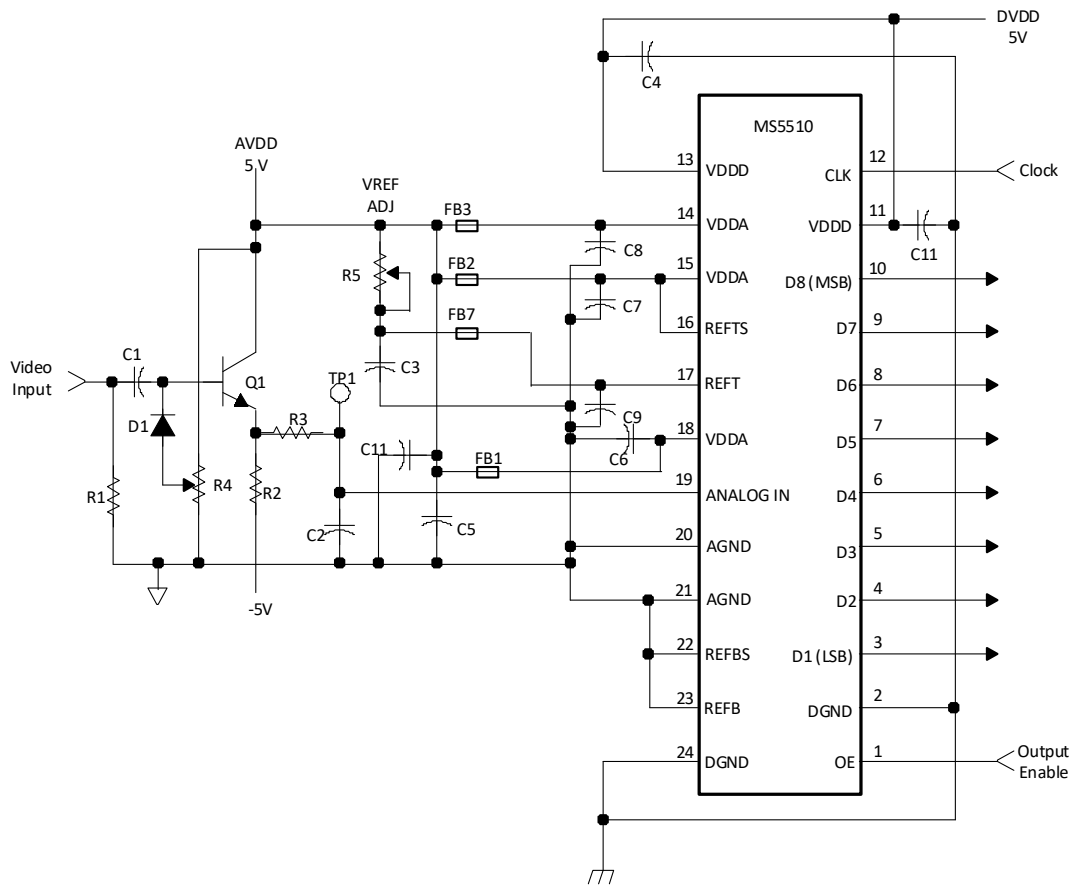 DVDD
5V
C4
MS5510
AVDD
5 V
13
VDDD
12
CLK
Clock
VREF
ADJ
FB3
14
VDDA
11
VDDD
C8
C11
R5
FB2
15
VDDA
10
D8 (MSB)
C7
FB7
16
REFTS
9
D7
Video
Input
C1
Q1
C3
TP1
17
REFT
8
D6
D1
R3
C9
18
VDDA
7
D5
C11
C6
FB1
R1
R4
R2
19
ANALOG IN
6
D4
C2
C5
20
AGND
5
D3
-5V
21
AGND
4
D2
22
REFBS
3
D1 (LSB)
23
REFB
2
DGND
24
DGND
1
OE
Output
Enable